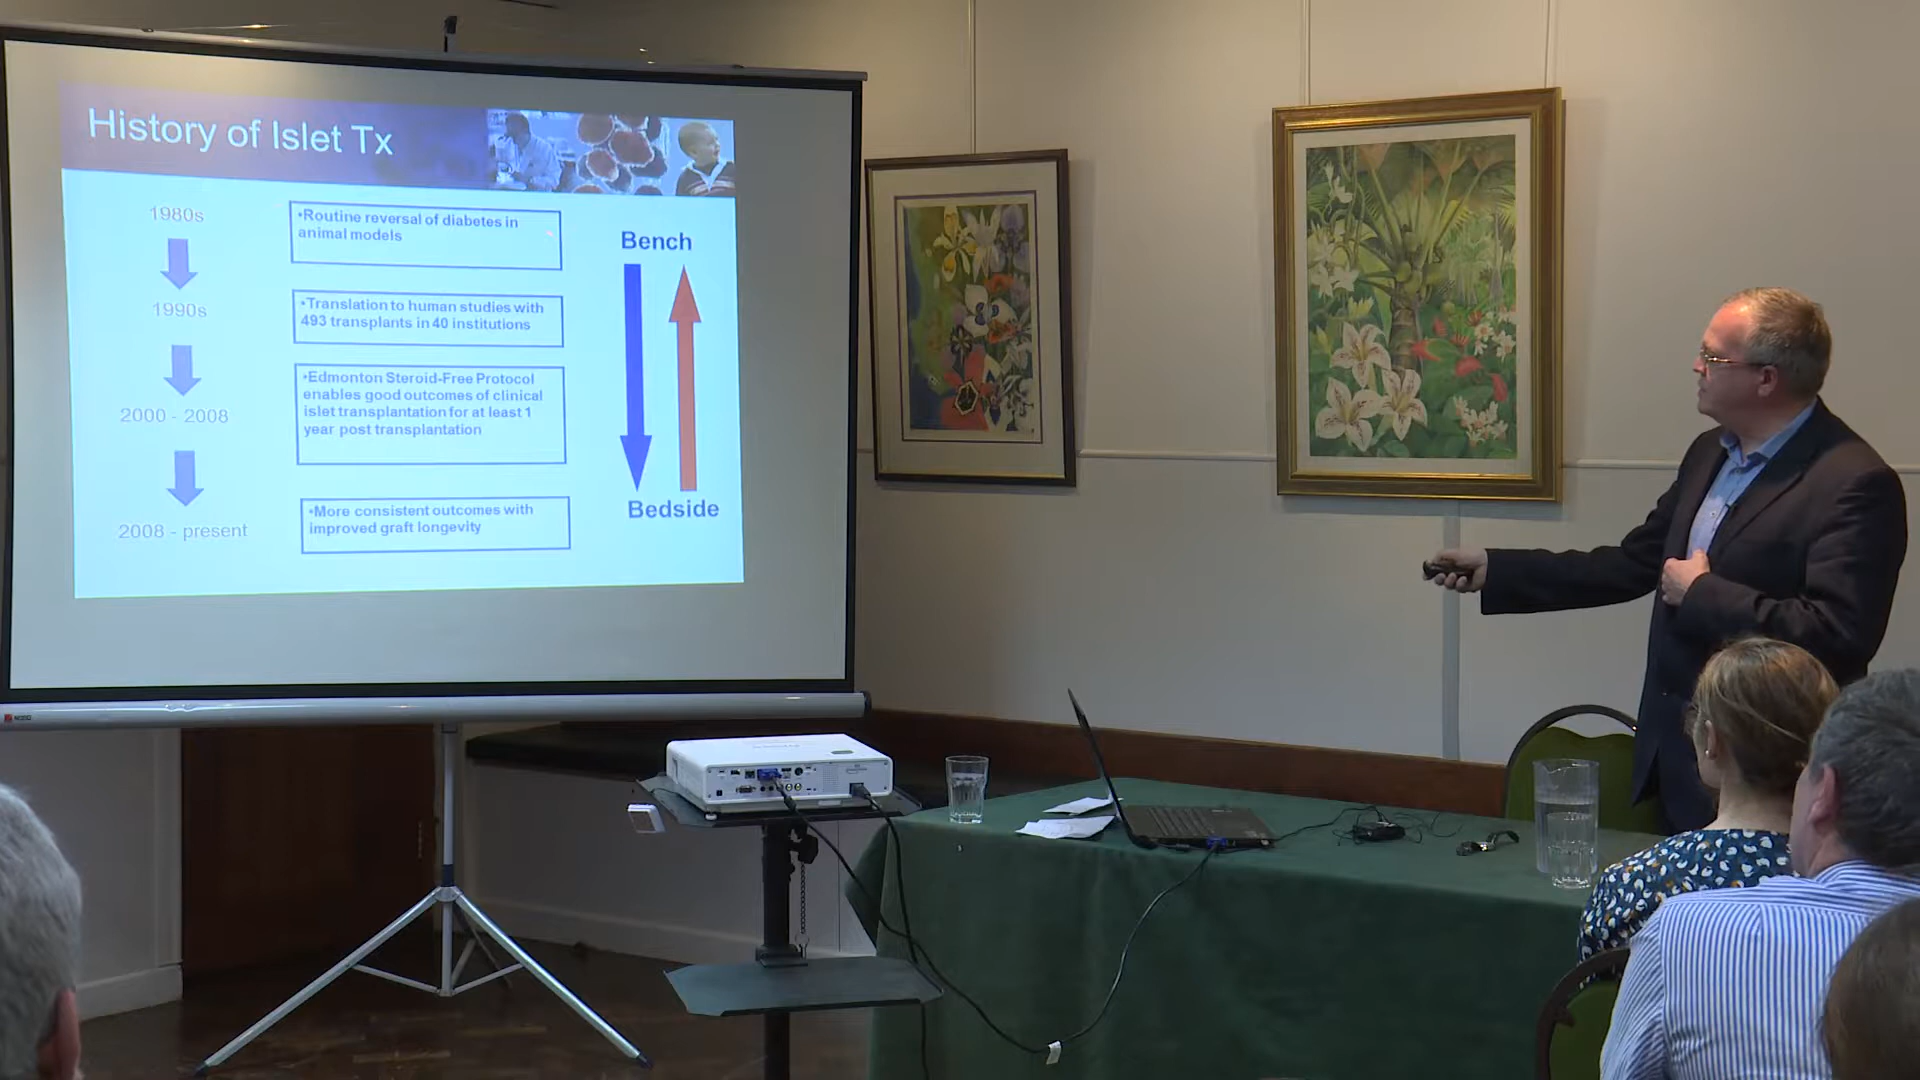 History of Islet Tx
1980s
•Routine reversal of diabetes in
animal models
1990s
•Translation to human studies with
493 transplants in 40 institutions
2000 - 2008
•Edmonton Steroid-Free Protocol
enables good outcomes of clinical
islet transplantation for at least 1
year post transplantation
2008 - present
•More consistent outcomes with
improved graft longevity
Bench
Bedside